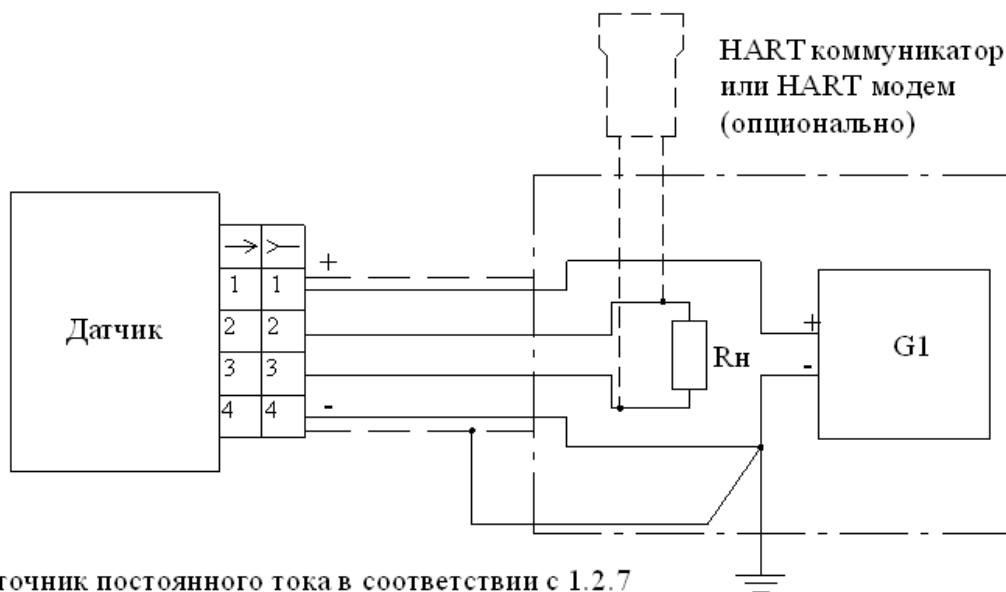 HART коммуникатор
или HART модем
(опционально)
+
1 1
Датчик
2 2
3 3
4 4
-
Rн
+
-
G1
точник постоянного тока в соответствии с 1.2.7